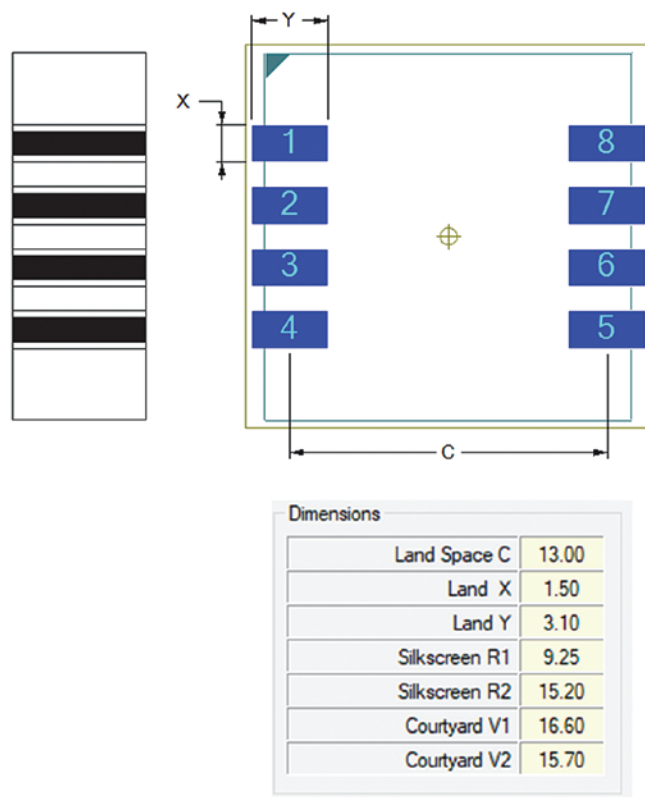 Y
X
1 8
2 7
3 6
4 5
C
Dimensions
Land Space C 13.00
Land X 1.50
Land Y 3.10
Silkscreen R1 9.25
Silkscreen R2 15.20
Courtyard V1 16.60
Courtyard V2 15.70